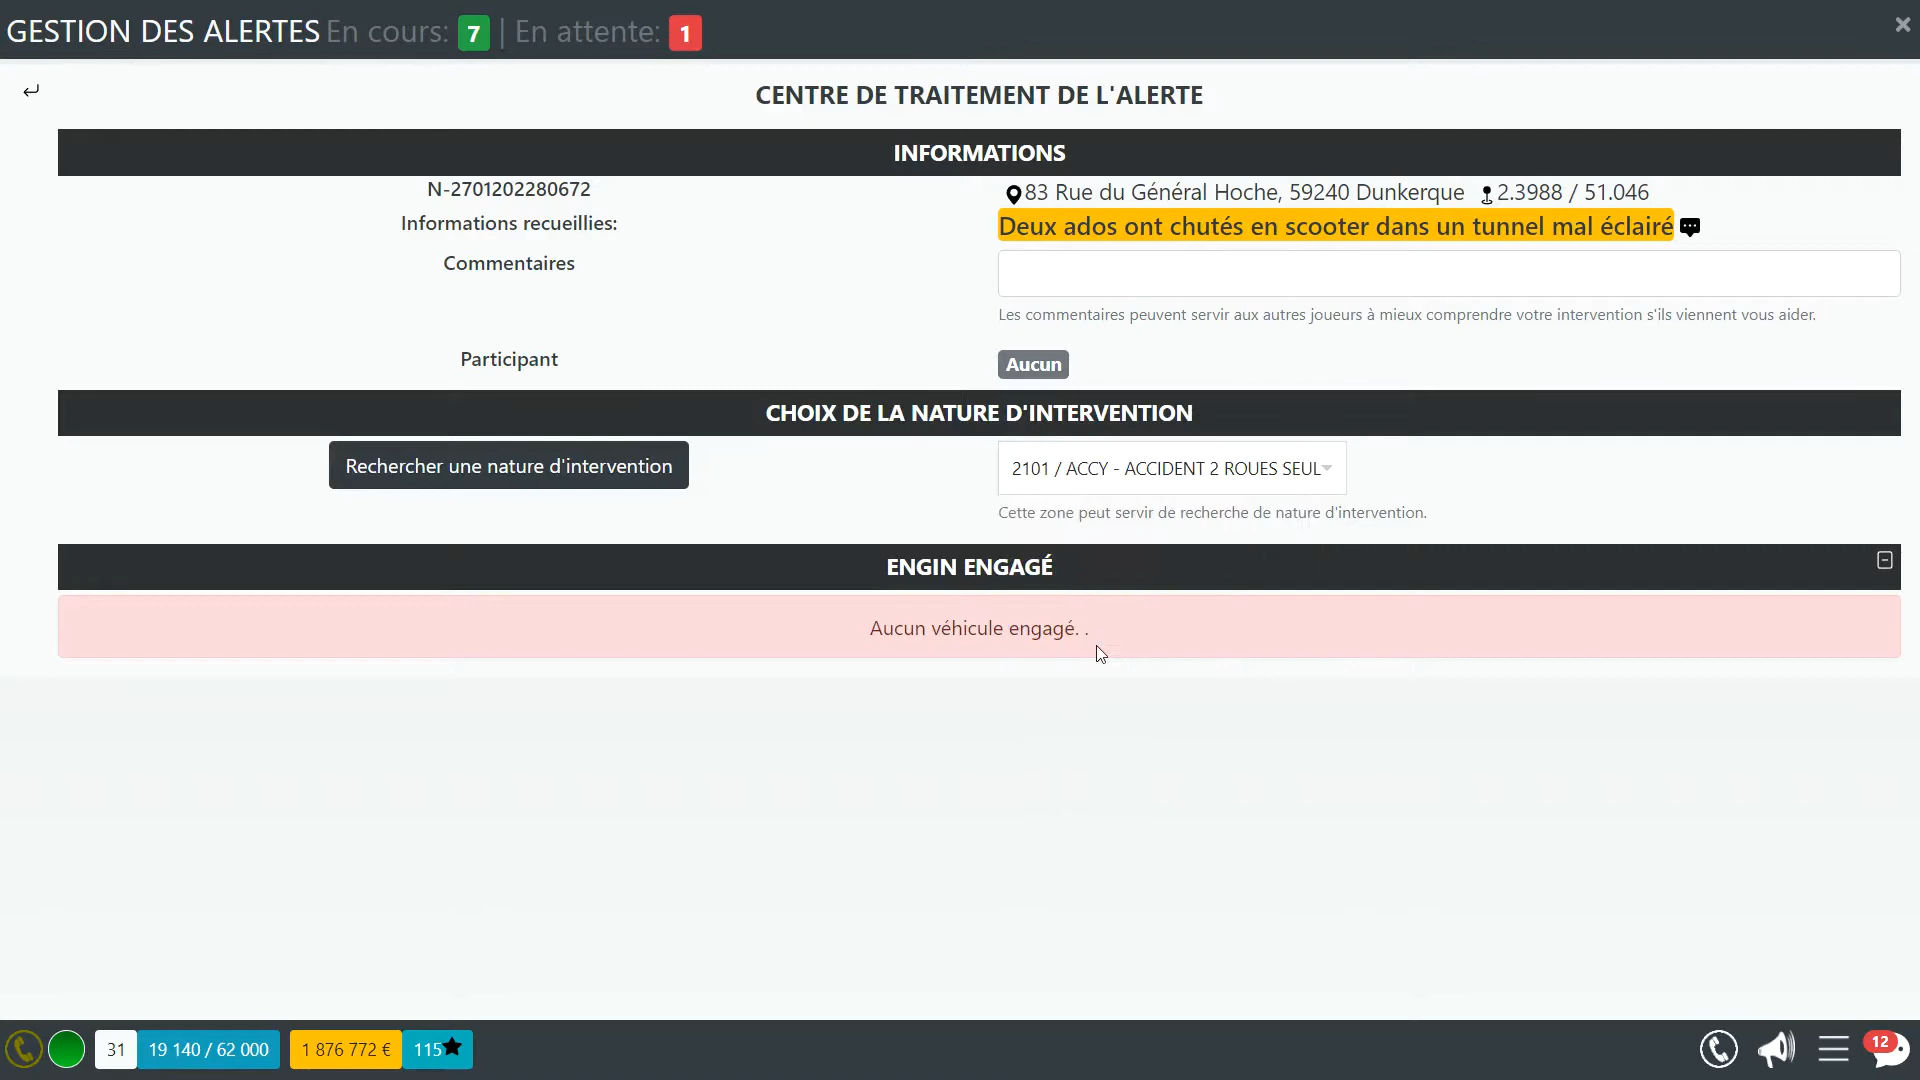 GESTION DES ALERTES En cours: 7 | En attente: 1
CENTRE DE TRAITEMENT DE L'ALERTE
INFORMATIONS
N-2701202280672
83 Rue du Général Hoche, 59240 Dunkerque 2.3988 / 51.046
Informations recueillies:
Deux ados ont chutés en scooter dans un tunnel mal éclairé
Commentaires
Les commentaires peuvent servir aux autres joueurs à mieux comprendre votre intervention s'ils viennent vous aider.
Participant
Aucun
CHOIX DE LA NATURE D'INTERVENTION
Rechercher une nature d'intervention
2101 / ACCY - ACCIDENT 2 ROUES SEUL
Cette zone peut servir de recherche de nature d'intervention.
ENGIN ENGAGÉ
Aucun véhicule engagé. .
31 19 140 / 62 000 1 876 772 € 115
12